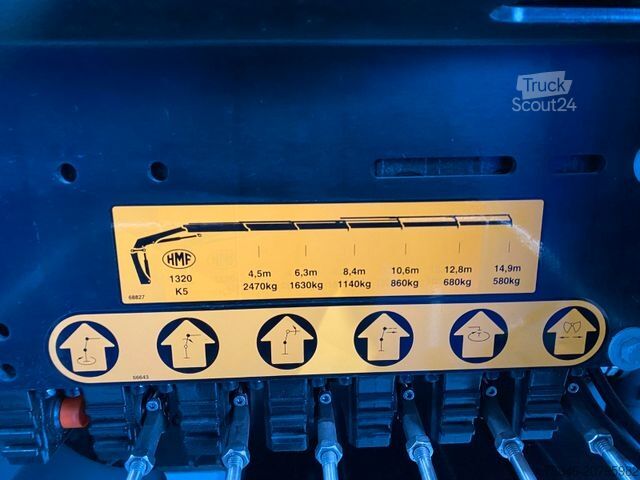 Truck
Scout24
HMF
1320
K5
4,5m 6,3m 8,4m 10,6m 12,8m 14,9m
2470kg 1630kg 1140kg 860kg 680kg 580kg
68827
66643